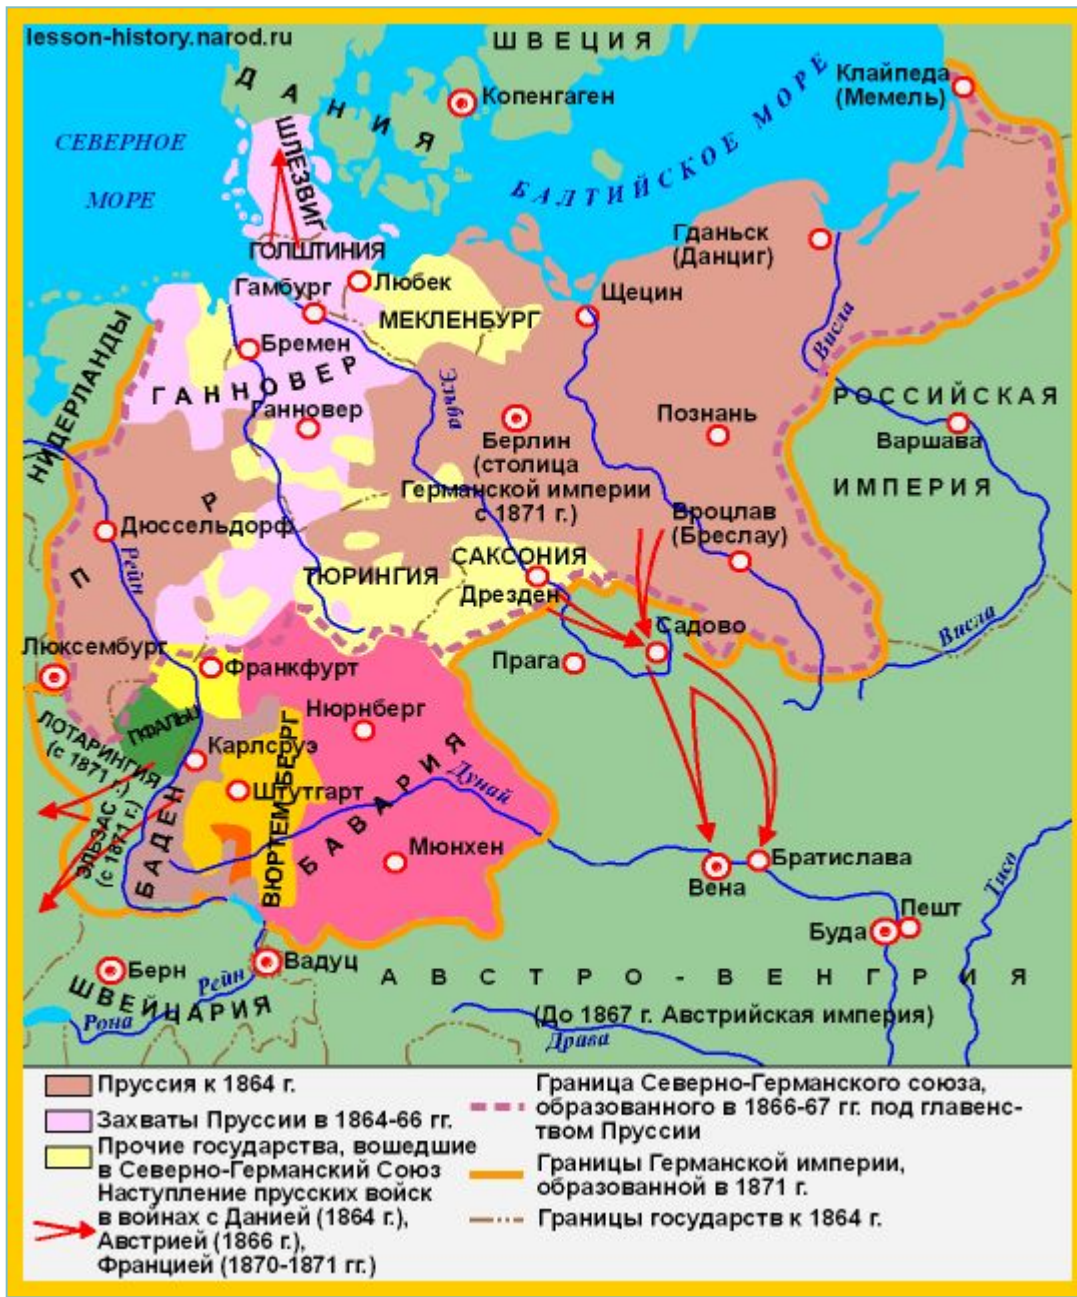 lesson-history.narod.ru
ШВЕЦИЯ
ДАНИЯ
Копенгаген
Клайпеда
(Мемель)
СЕВЕРНОЕ
МОРЕ
БАЛТИЙСКОЕ МОРЕ
ШЛЕЗВИГ
ГОЛШТИНИЯ
Гданьск
(Данциг)
Гамбург
Любек
Щецин
МЕКЛЕНБУРГ
НИДЕРЛАНДЫ
Бремен
Висла
ГАННОВЕР
Ганновер
Эльба
РОССИЙСКАЯ
ИМПЕРИЯ
Познань
Варшава
Берлин
(столица
Германской империи
с 1871 г.)
П Р
Дюссельдорф
Рейн
Вроцлав
(Бреслау)
САКСОНИЯ
ТЮРИНГИЯ
Дрезден
Садово
Висла
Люксембург
Прага
Франкфурт
ПФАЛЬЦ
Нюрнберг
ЛОТАРИНГИЯ
(с 1871 г.)
Карлсруэ
Штутгарт
Дунай
ЭЛЬЗАС
(с 1871 г.)
БАДЕН
ВЮРТЕМБЕРГ
БАВАРИЯ
Мюнхен
Вена
Братислава
Тисо
Буда
Пешт
Берн
Вадуц
Рейн
ШВЕЙЦАРИЯ
Рона
АВСТРО-ВЕНГРИЯ
(До 1867 г. Австрийская империя)
Драва
Пруссия к 1864 г.
Захваты Пруссии в 1864-66 гг.
Прочие государства, вошедшие
в Северно-Германский Союз
Наступление прусских войск
в войнах с Данией (1864 г.),
Австрией (1866 г.),
Францией (1870-1871 гг.)
Граница Северно-Германского союза,
образованного в 1866-67 гг. под главенс-
твом Пруссии
Границы Германской империи,
образованной в 1871 г.
Границы государств к 1864 г.